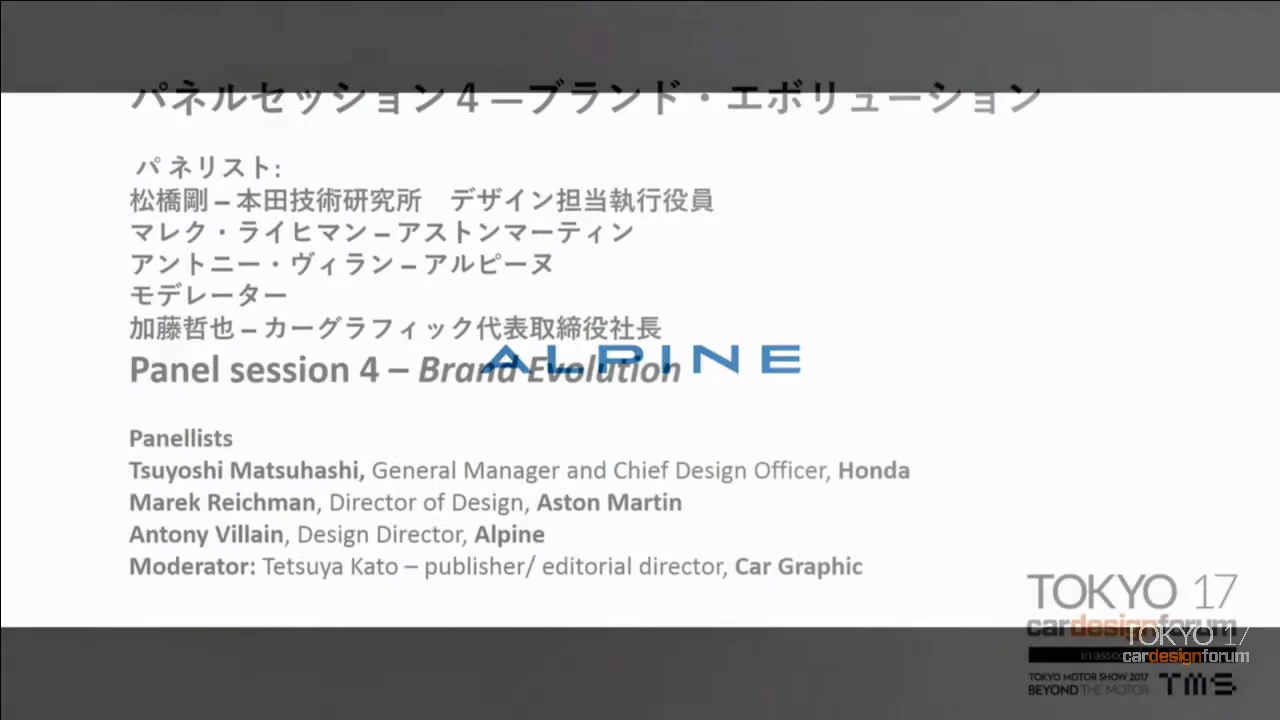 パネルセッション４ ―ブランド・エボリューション
パ ネリスト:
松橋剛 – 本田技術研究所　デザイン担当執行役員
マレク・ライヒマン – アストンマーティン
アントニー・ヴィラン – アルピーヌ
モデレーター
加藤哲也 – カーグラフィック代表取締役社長
Panel session 4 – Brand Evolution
ALPINE
Panellists
Tsuyoshi Matsuhashi, General Manager and Chief Design Officer, Honda
Marek Reichman, Director of Design, Aston Martin
Antony Villain, Design Director, Alpine
Moderator: Tetsuya Kato – publisher/ editorial director, Car Graphic
TOKYO 17
cardesignforum
TOKYO 17
cardesignforum
in assoc
TOKYO MOTOR SHOW 2017
BEYOND THE MOTOR
TMS